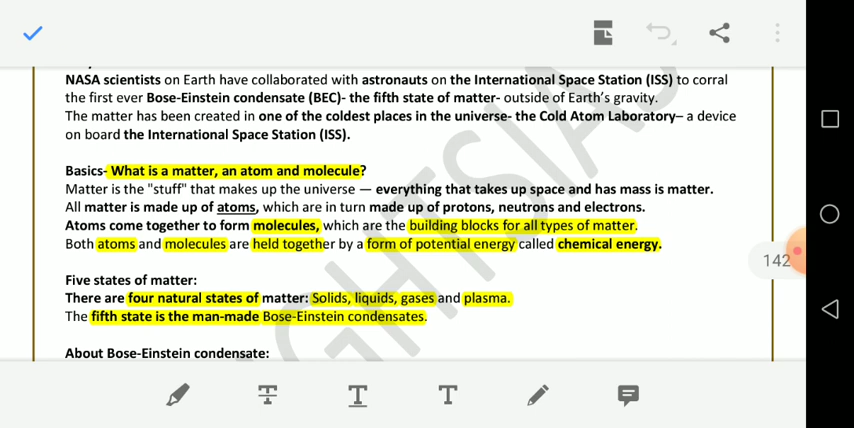 NASA scientists on Earth have collaborated with astronauts on the International Space Station (ISS) to corral
the first ever Bose-Einstein condensate (BEC)- the fifth state of matter- outside of Earth's gravity.
The matter has been created in one of the coldest places in the universe- the Cold Atom Laboratory– a device
on board the International Space Station (ISS).
Basics- What is a matter, an atom and molecule?
Matter is the "stuff" that makes up the universe — everything that takes up space and has mass is matter.
All matter is made up of atoms, which are in turn made up of protons, neutrons and electrons.
Atoms come together to form molecules, which are the building blocks for all types of matter.
Both atoms and molecules are held together by a form of potential energy called chemical energy.
142
Five states of matter:
There are four natural states of matter: Solids, liquids, gases and plasma.
The fifth state is the man-made Bose-Einstein condensates.
About Bose-Einstein condensate:
T
T
T